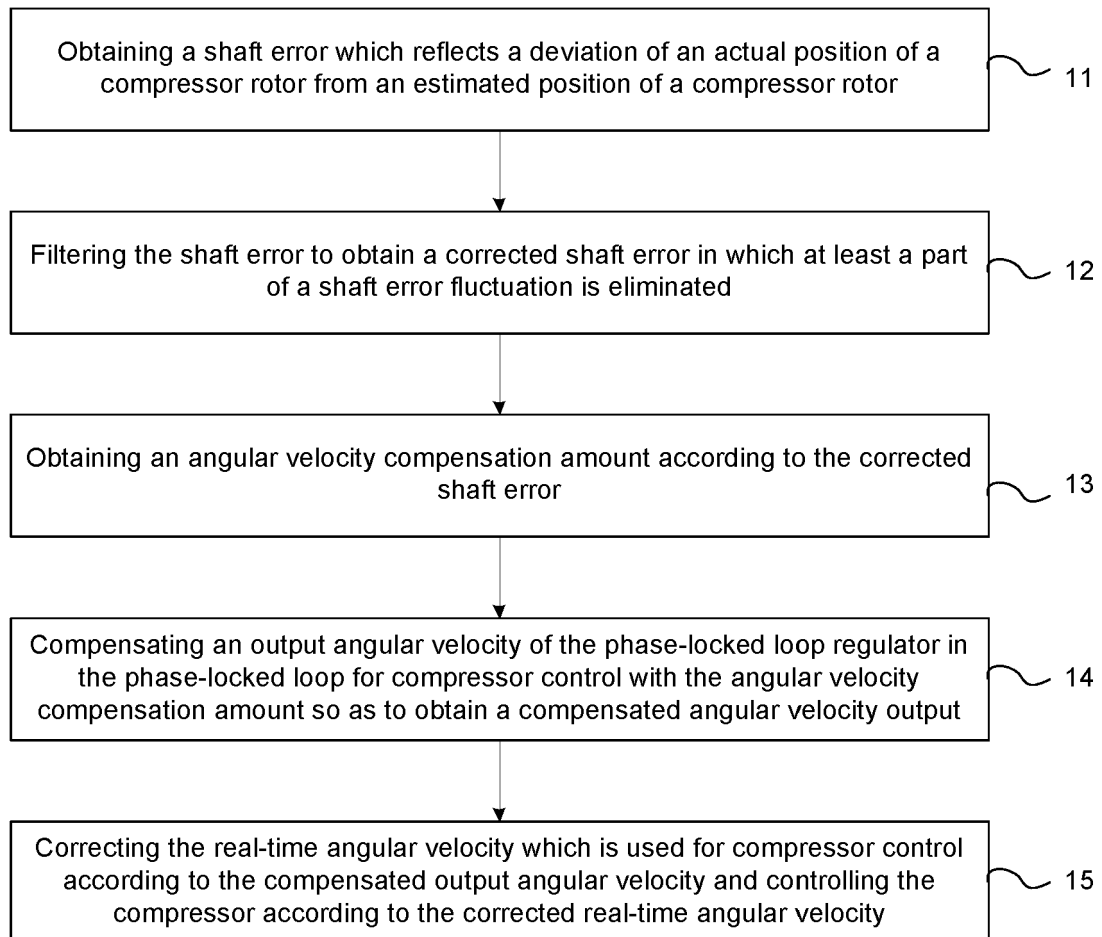 Obtaining a shaft error which reflects a deviation of an actual position of a
compressor rotor from an estimated position of a compressor rotor
11
Filtering the shaft error to obtain a corrected shaft error in which at least a part
of a shaft error fluctuation is eliminated
12
Obtaining an angular velocity compensation amount according to the corrected
shaft error
13
Compensating an output angular velocity of the phase-locked loop regulator in
the phase-locked loop for compressor control with the angular velocity
compensation amount so as to obtain a compensated angular velocity output
14
Correcting the real-time angular velocity which is used for compressor control
according to the compensated output angular velocity and controlling the
compressor according to the corrected real-time angular velocity
15